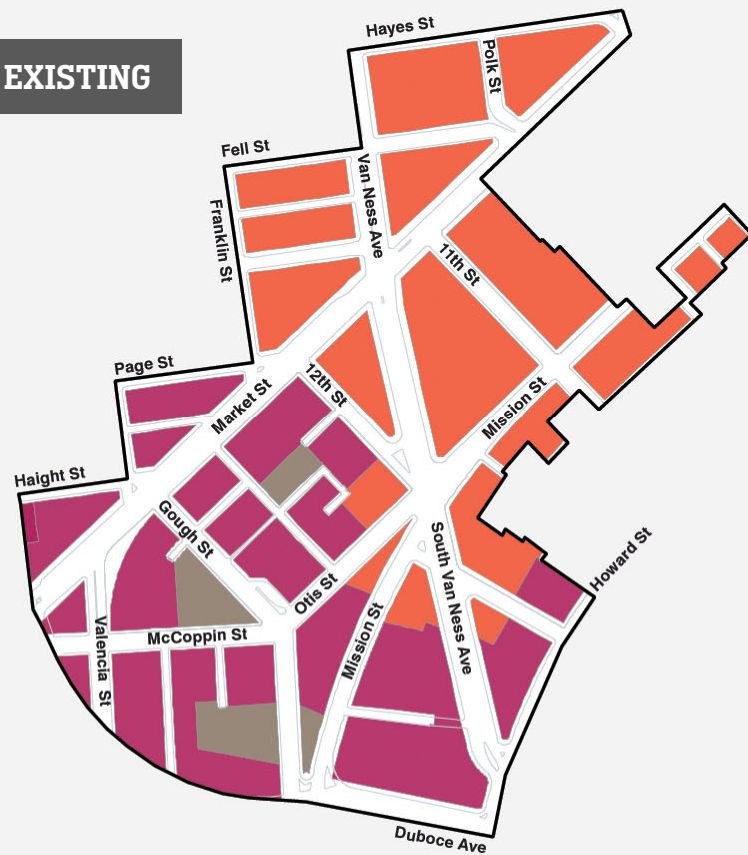 EXISTING
Hayes St
Polk St
Fell St
Van Ness Ave
Franklin St
11th St
Page St
12th St
Market St
Mission St
Haight St
Gough St
South Van Ness Ave
Howard St
Otis St
Mission St
McCoppin St
Valencia St
Duboce Ave